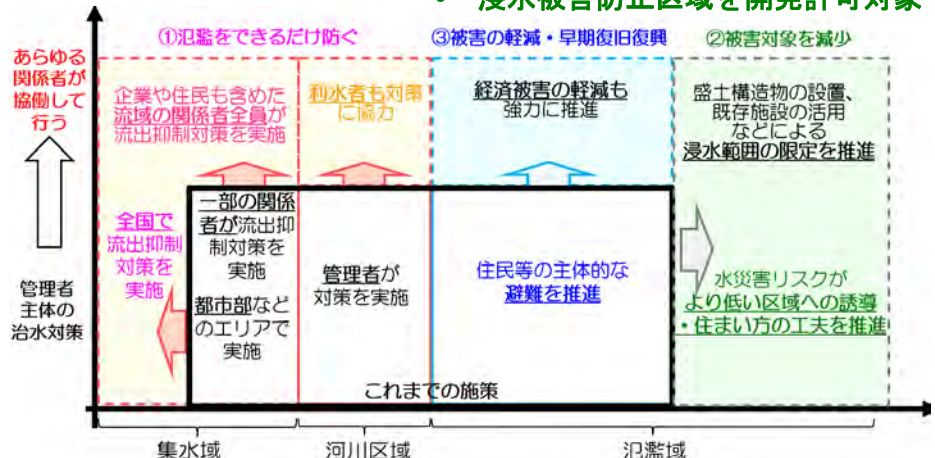 ・ 浸水被害防止区域を開発許可対象
①氾濫をできるだけ防ぐ
③被害の軽減・早期復旧復興
②被害対象を減少
あらゆる
関係者が
協働して
行う
管理者
主体の
治水対策
企業や住民も含めた
流域の関係者全員が
流出抑制対策を実施
利水者も対策
に協力
経済被害の軽減も
強力に推進
盛土構造物の設置、
既存施設の活用
などによる
浸水範囲の限定を推進
全国で
流出抑制
対策を
実施
一部の関係
者が流出抑
制対策を
実施
都市部など
のエリアで
実施
管理者が
対策を実施
住民等の主体的な
避難を推進
水災害リスクが
より低い区域への誘導
・住まい方の工夫を推進
これまでの施策
集水域
河川区域
氾濫域